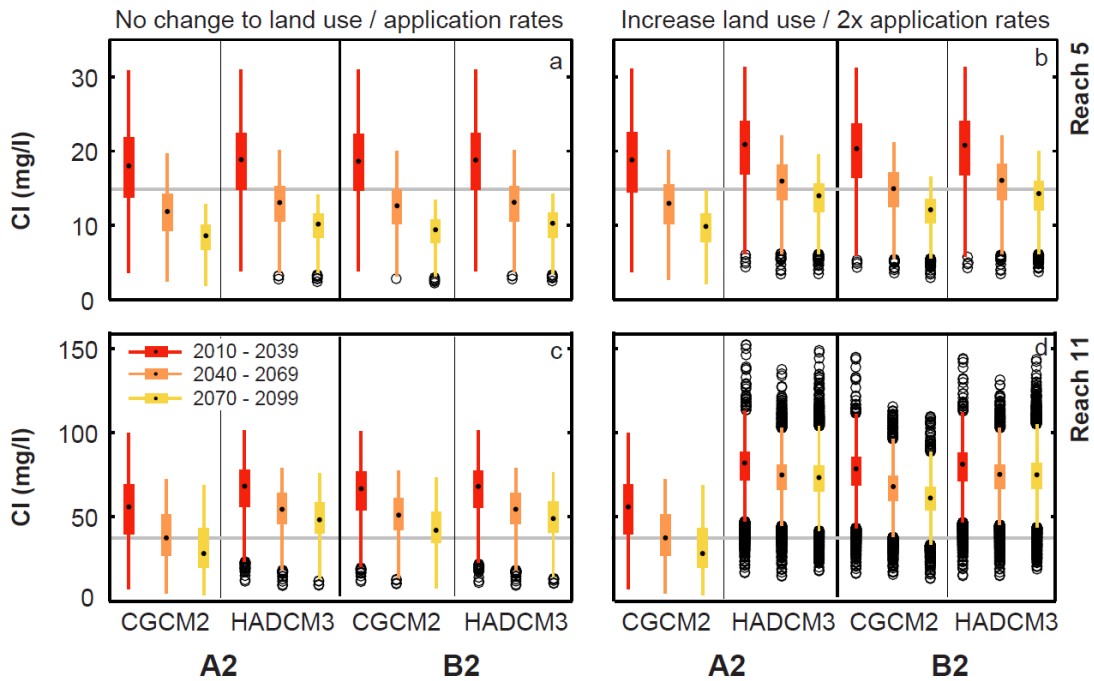 No change to land use / application rates
Increase land use / 2x application rates
a
b
30
20
10
0
Cl (mg/l)
Reach 5
c
d
2010 - 2039
2040 - 2069
2070 - 2099
150
100
50
0
Cl (mg/l)
Reach 11
CGCM2 HADCM3 CGCM2 HADCM3
CGCM2 HADCM3 CGCM2 HADCM3
A2 B2
A2 B2